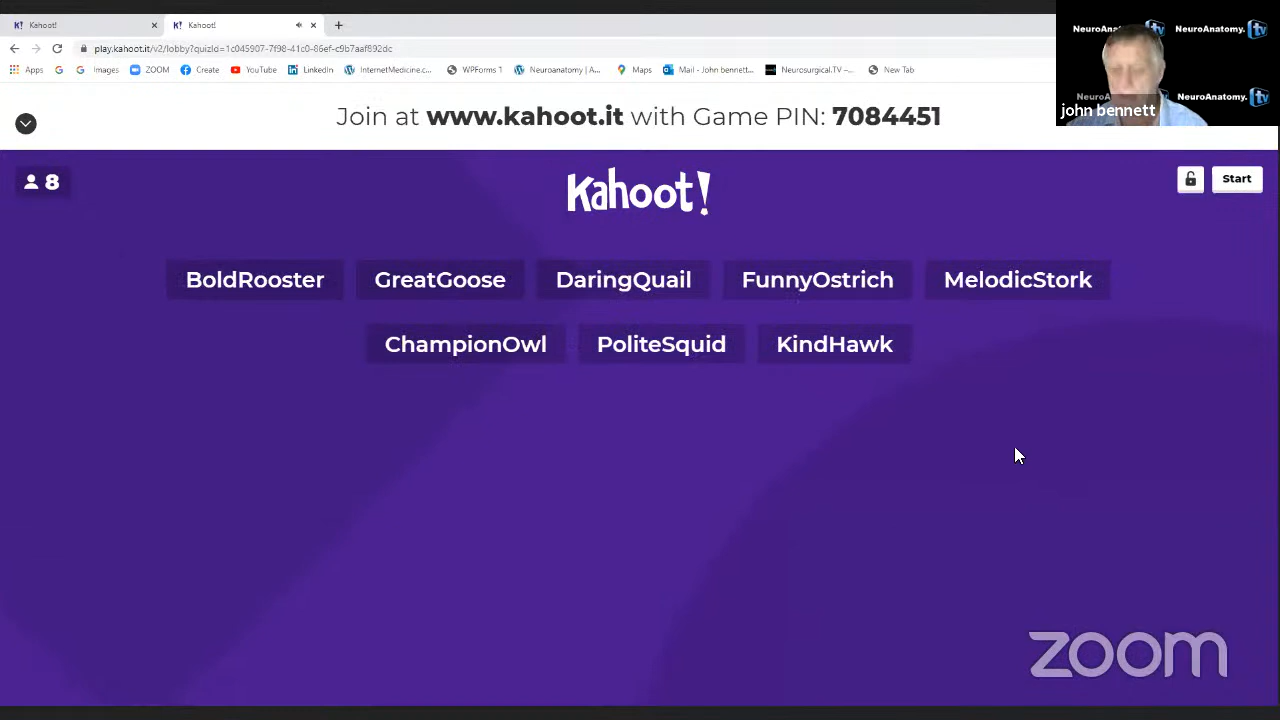 Kahoot!
Kahoot!
play.kahoot.it/v2/lobby?quizId=1c045907-7f98-41c0-86ef-c9b7aaf892dc
Apps
Images
ZOOM
Create
YouTube
LinkedIn
InternetMedicine.c...
WPForms 1
Neuroanatomy | A...
Maps
Mail - John bennett...
Neurosurgical.TV –...
New Tab
NeuroAnatomy.tv
NeuroAnatomy.tv
NeuroAnatomy.tv
john bennett
Join at www.kahoot.it with Game PIN: 7084451
8
Kahoot!
Start
BoldRooster GreatGoose DaringQuail FunnyOstrich MelodicStork
ChampionOwl PoliteSquid KindHawk
zoom